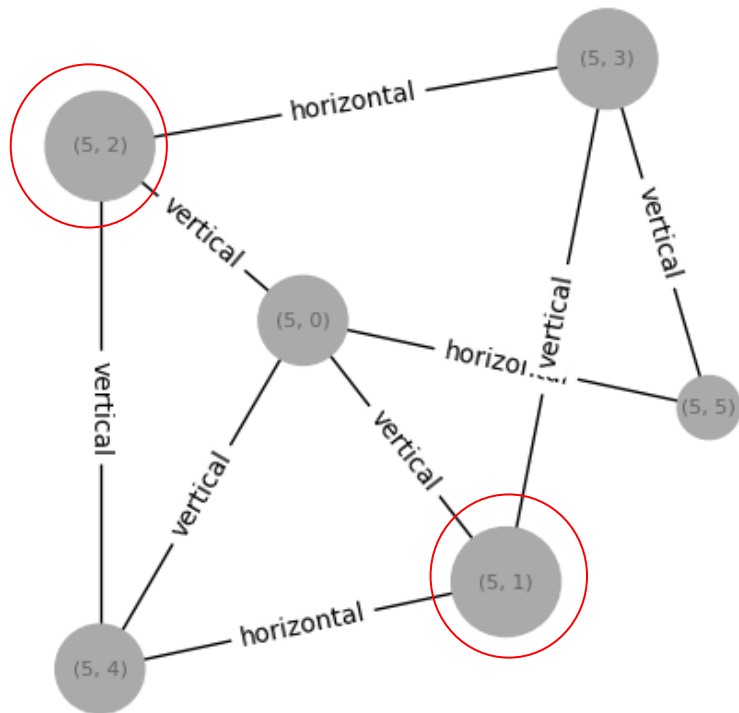 (5, 3)
horizontal
(5, 2)
vertical
vertical
(5, 0)
vertical
horizontal
vertical
(5, 5)
vertical
vertical
vertical
(5, 1)
horizontal
(5, 4)